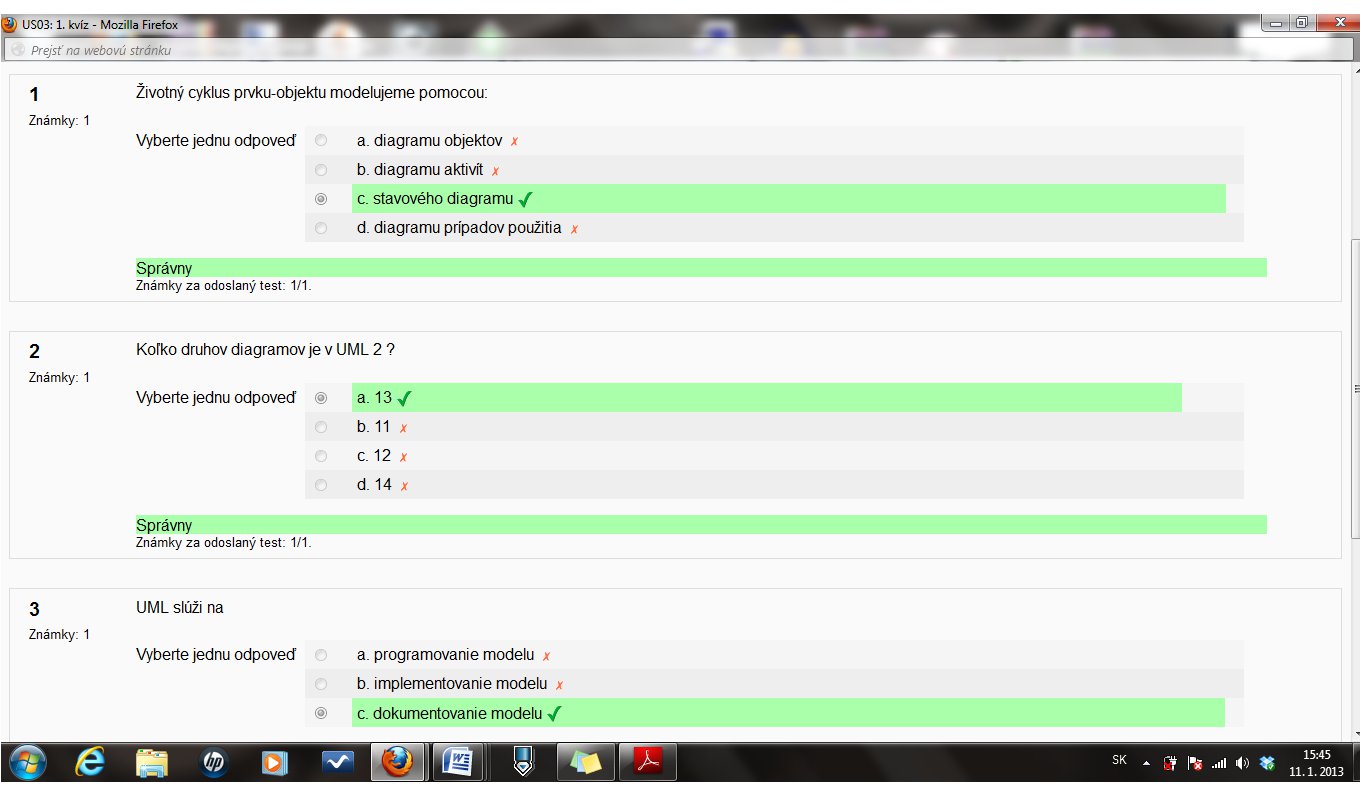 US03: 1. kvíz - Mozilla Firefox
Prejsť na webovú stránku
1
Životný cyklus prvku-objektu modelujeme pomocou:
Známky: 1
Vyberte jednu odpoveď
a. diagramu objektov ✗
b. diagramu aktivít ✗
c. stavového diagramu ✓
d. diagramu prípadov použitia ✗
Správny
Známky za odoslaný test: 1/1.
2
Koľko druhov diagramov je v UML 2 ?
Známky: 1
Vyberte jednu odpoveď
a. 13 ✓
b. 11 ✗
c. 12 ✗
d. 14 ✗
Správny
Známky za odoslaný test: 1/1.
3
UML slúži na
Známky: 1
Vyberte jednu odpoveď
a. programovanie modelu ✗
b. implementovanie modelu ✗
c. dokumentovanie modelu ✓
hp
W
SK
15:45
11. 1. 2013